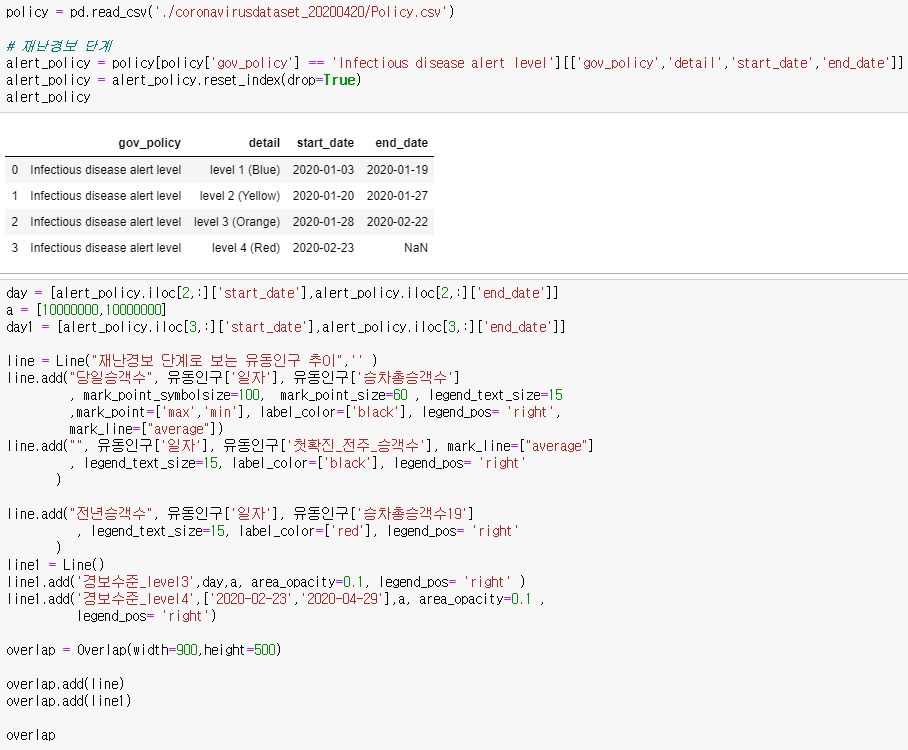 policy = pd.read_csv('./coronavirusdataset_20200420/Policy.csv')
# 재난경보 단계
alert_policy = policy[policy['gov_policy'] == 'Infectious disease alert level'][['gov_policy','detail','start_date','end_date']]
alert_policy = alert_policy.reset_index(drop=True)
alert_policy
gov_policy detail start_date end_date
0 Infectious disease alert level level 1 (Blue) 2020-01-03 2020-01-19
1 Infectious disease alert level level 2 (Yellow) 2020-01-20 2020-01-27
2 Infectious disease alert level level 3 (Orange) 2020-01-28 2020-02-22
3 Infectious disease alert level level 4 (Red) 2020-02-23 NaN
day = [alert_policy.iloc[2,:]['start_date'],alert_policy.iloc[2,:]['end_date']]
a = [10000000,10000000]
day1 = [alert_policy.iloc[3,:]['start_date'],alert_policy.iloc[3,:]['end_date']]
line = Line("재난경보 단계로 보는 유동인구 추이",'' )
line.add("당일승객수", 유동인구['일자'], 유동인구['승차총승객수']
, mark_point_symbolsize=100,  mark_point_size=60 , legend_text_size=15
,mark_point=['max','min'], label_color=['black'], legend_pos= 'right',
mark_line=["average"])
line.add("", 유동인구['일자'], 유동인구['첫확진_전주_승객수'], mark_line=["average"]
, legend_text_size=15, label_color=['black'], legend_pos= 'right'
)
line.add("전년승객수", 유동인구['일자'], 유동인구['승차총승객수19']
, legend_text_size=15, label_color=['red'], legend_pos= 'right'
)
line1 = Line()
line1.add('경보수준_level3',day,a, area_opacity=0.1, legend_pos= 'right' )
line1.add('경보수준_level4',['2020-02-23','2020-04-29'],a, area_opacity=0.1 ,
legend_pos= 'right')
overlap = Overlap(width=900,height=500)
overlap.add(line)
overlap.add(line1)
overlap